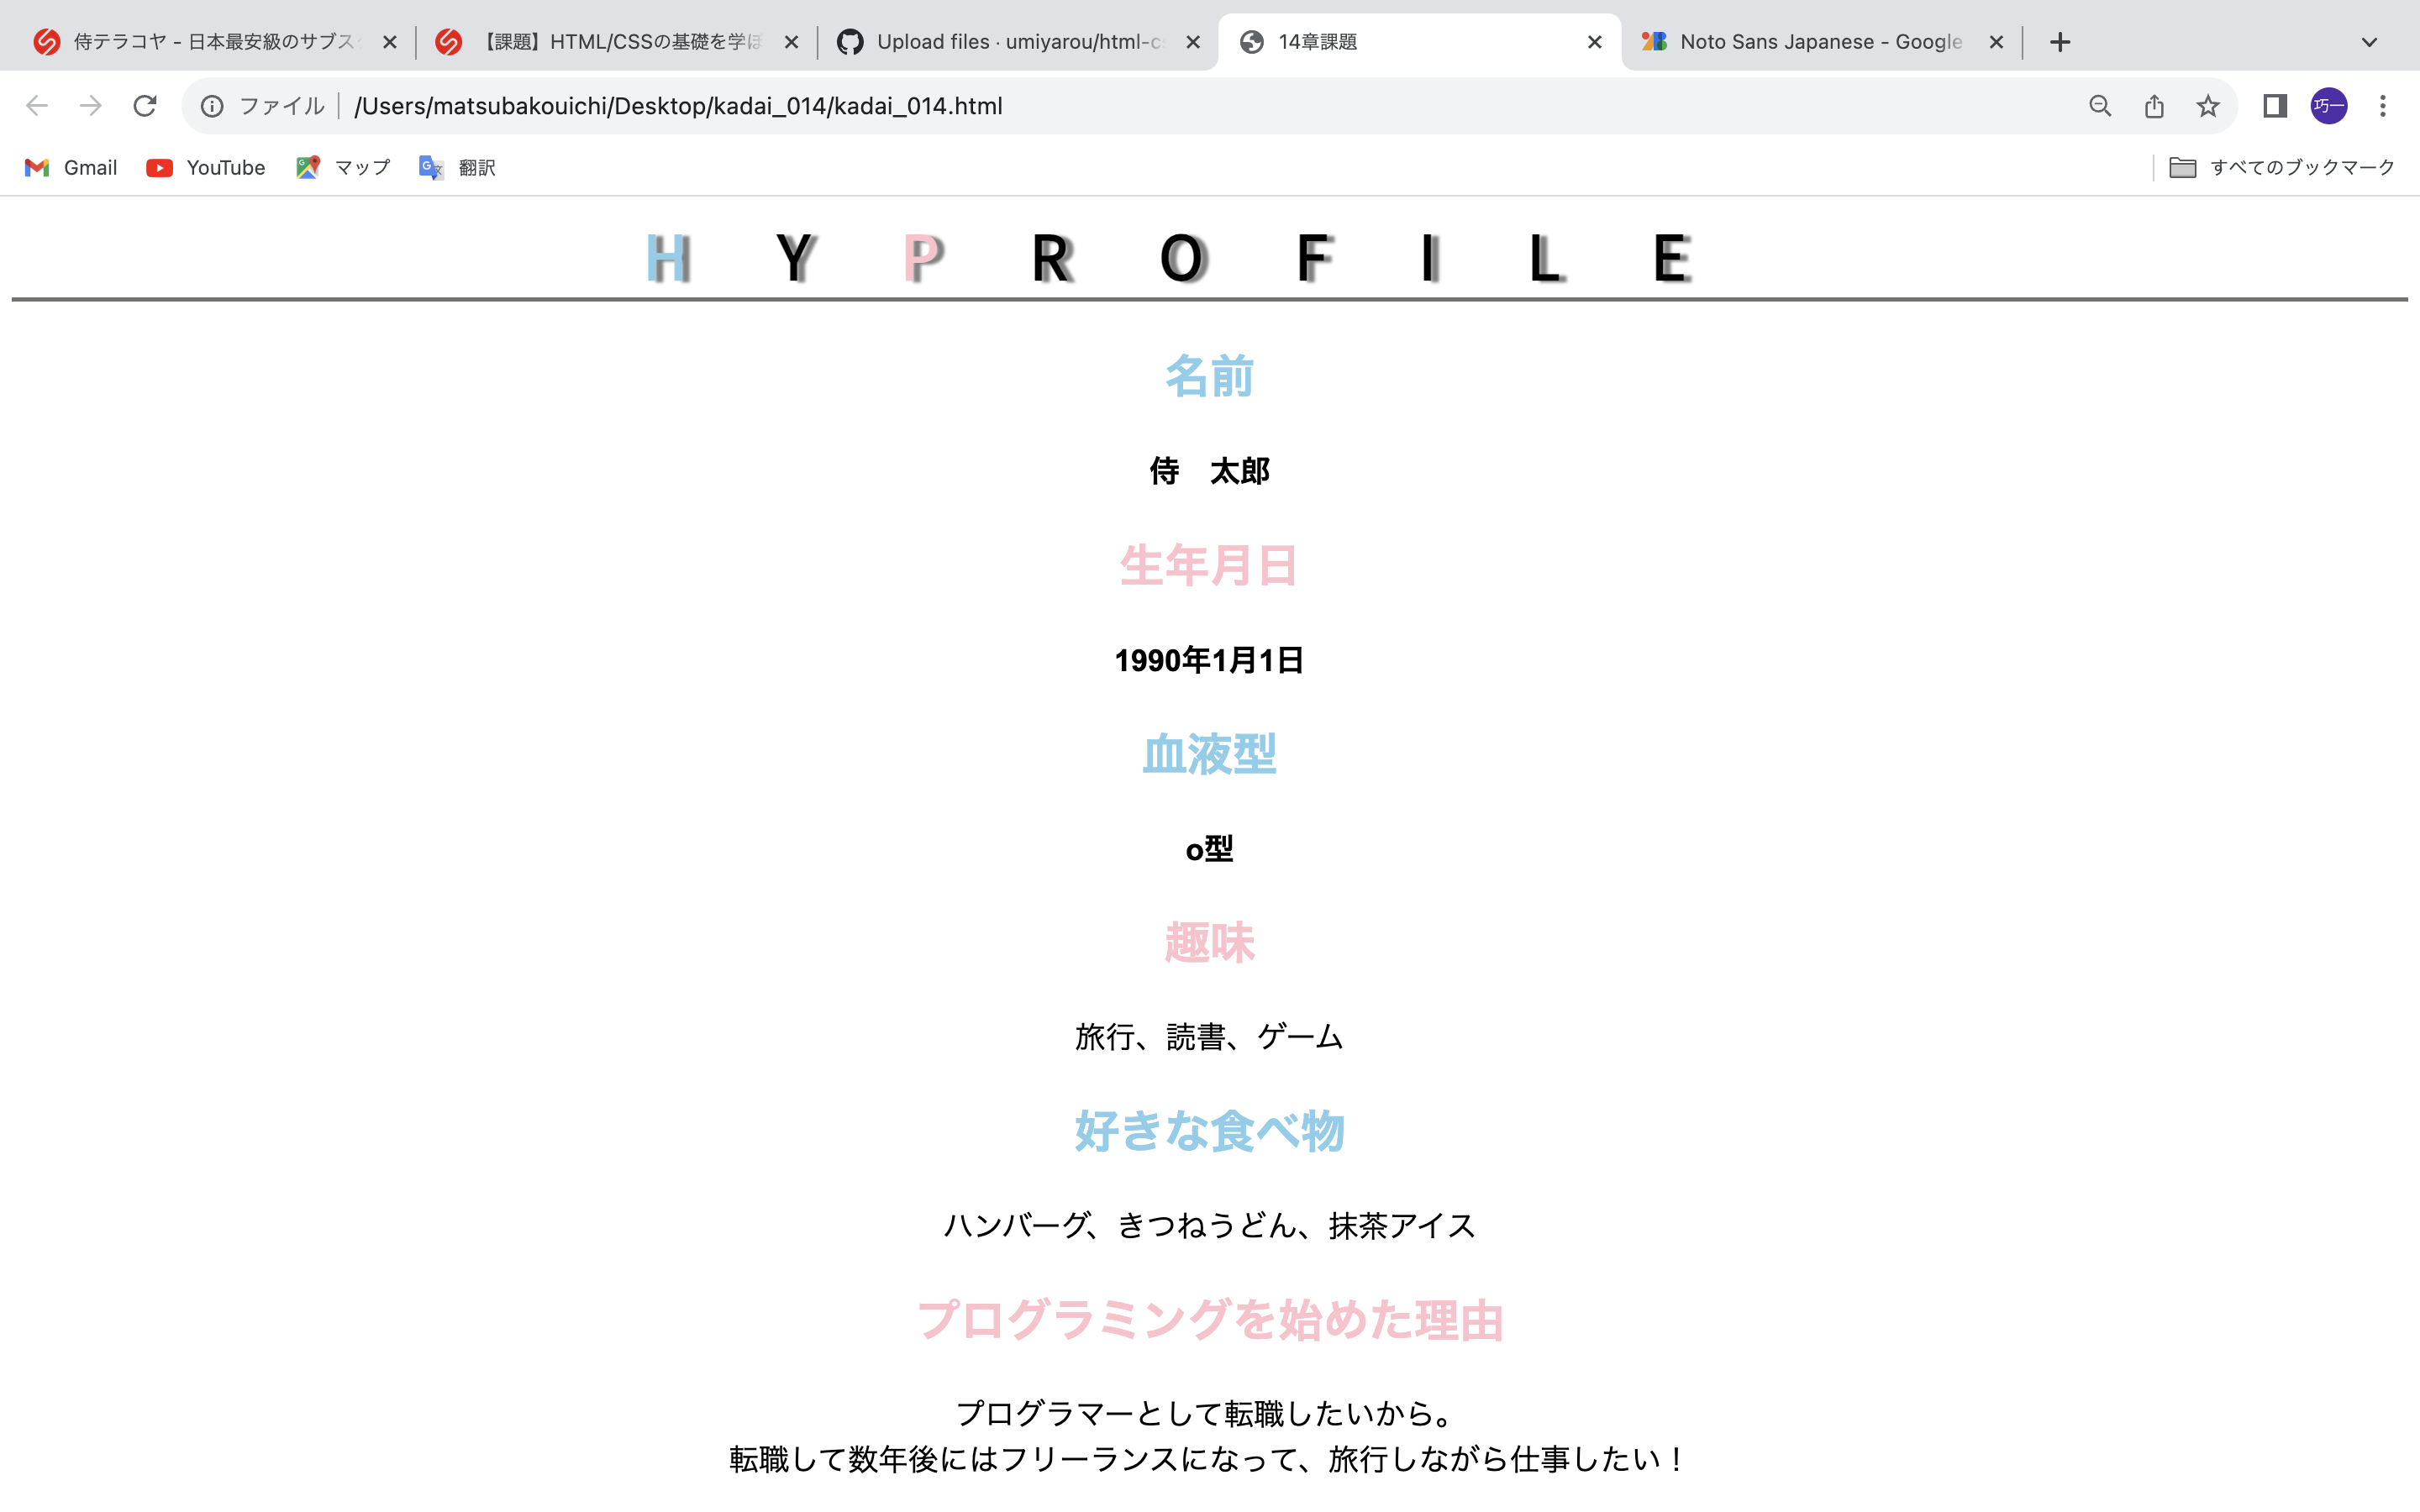 侍テラコヤ - 日本最安級のサブス
【課題】HTML/CSSの基礎を学ぼ
Upload files · umiyarou/html-c
14章課題
Noto Sans Japanese - Google
ファイル
/Users/matsubakouichi/Desktop/kadai_014/kadai_014.html
巧一
Gmail
YouTube
マップ
翻訳
すべてのブックマーク
H Y P R O F I L E
名前
侍　太郎
生年月日
1990年1月1日
血液型
o型
趣味
旅行、読書、ゲーム
好きな食べ物
ハンバーグ、きつねうどん、抹茶アイス
プログラミングを始めた理由
プログラマーとして転職したいから。
転職して数年後にはフリーランスになって、旅行しながら仕事したい！